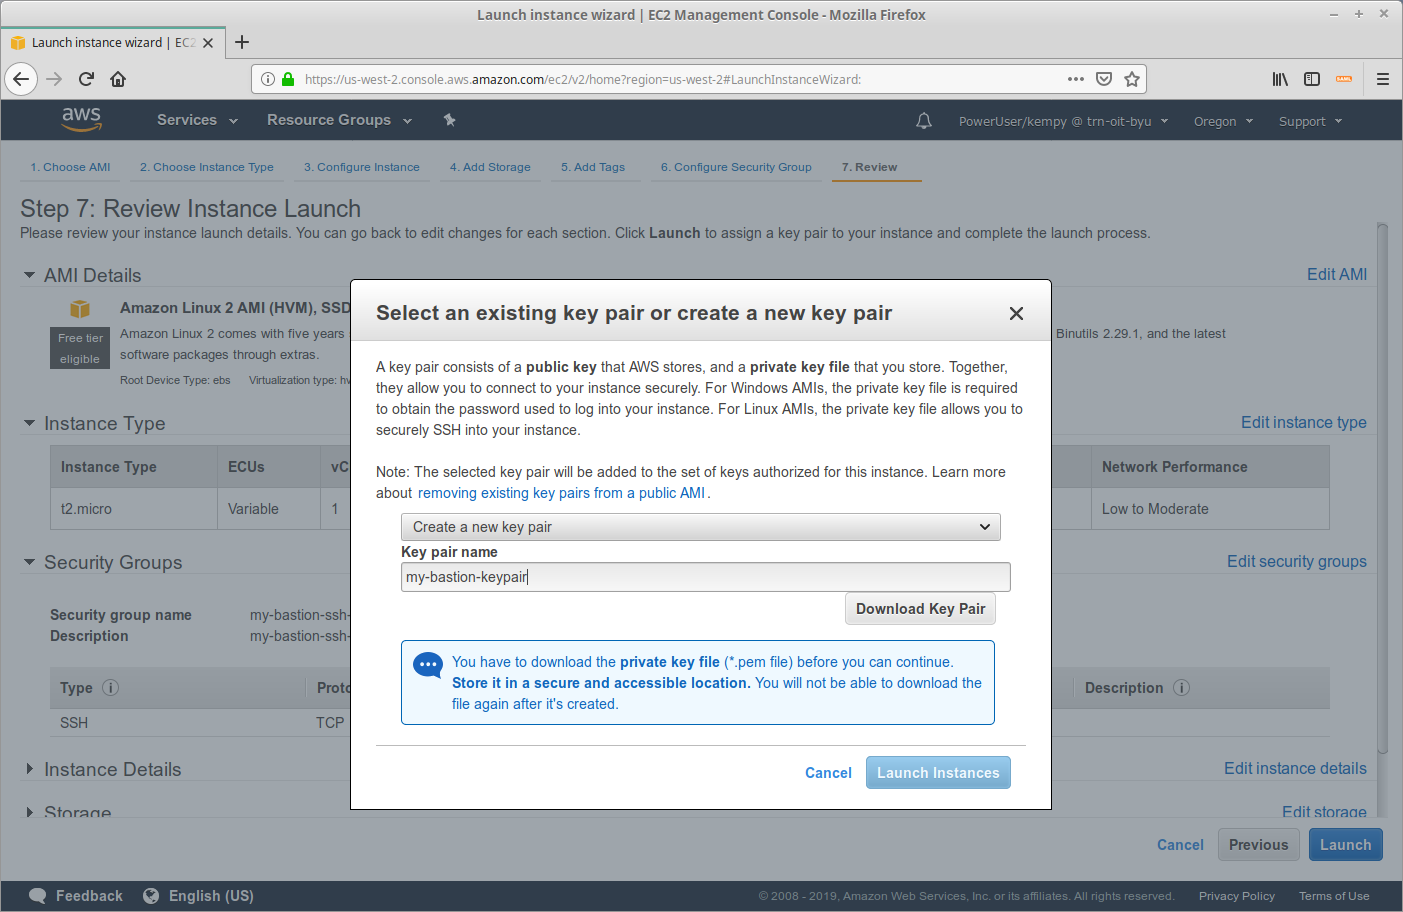 Launch instance wizard | EC2 Management Console - Mozilla Firefox
Launch instance wizard | EC2
https://us-west-2.console.aws.amazon.com/ec2/v2/home?region=us-west-2#LaunchInstanceWizard:
aws Services Resource Groups PowerUser/kempy @ trn-oit-byu Oregon Support
1. Choose AMI 2. Choose Instance Type 3. Configure Instance 4. Add Storage 5. Add Tags 6. Configure Security Group 7. Review
Step 7: Review Instance Launch
Please review your instance launch details. You can go back to edit changes for each section. Click Launch to assign a key pair to your instance and complete the launch process.
AMI Details Edit AMI
Amazon Linux 2 AMI (HVM), SSD
Free tier eligible
Amazon Linux 2 comes with five years Binutils 2.29.1, and the latest
software packages through extras.
Root Device Type: ebs Virtualization type:
Instance Type Edit instance type
Instance Type ECUs Network Performance
t2.micro Variable 1 Low to Moderate
Security Groups Edit security groups
Security group name my-bastion-ssh-
Description my-bastion-ssh-
Type Description
SSH TCP
Instance Details Edit instance details
Storage Edit storage
Select an existing key pair or create a new key pair
A key pair consists of a public key that AWS stores, and a private key file that you store. Together,
they allow you to connect to your instance securely. For Windows AMIs, the private key file is required
to obtain the password used to log into your instance. For Linux AMIs, the private key file allows you to
securely SSH into your instance.
Note: The selected key pair will be added to the set of keys authorized for this instance. Learn more
about removing existing key pairs from a public AMI.
Create a new key pair
Key pair name
my-bastion-keypair
Download Key Pair
You have to download the private key file (*.pem file) before you can continue.
Store it in a secure and accessible location. You will not be able to download the
file again after it's created.
Cancel Launch Instances
Cancel Previous Launch
Feedback English (US) © 2008 - 2019, Amazon Web Services, Inc. or its affiliates. All rights reserved. Privacy Policy Terms of Use